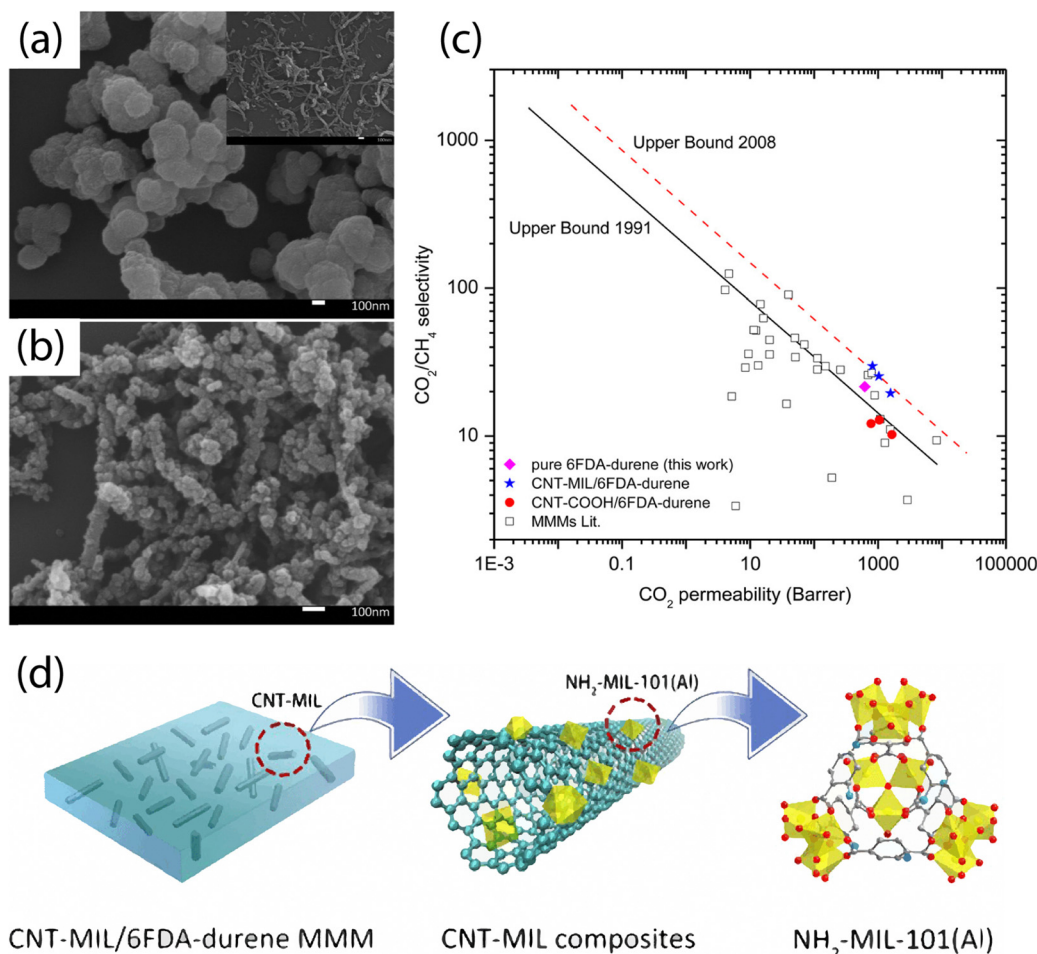 (a)
100nm
100nm
(b)
100nm
(c)
CO₂/CH₄ selectivity
1000
100
10
Upper Bound 2008
Upper Bound 1991
pure 6FDA-durene (this work)
CNT-MIL/6FDA-durene
CNT-COOH/6FDA-durene
MMMs Lit.
1E-3
0.1
10
1000
100000
CO₂ permeability (Barrer)
(d)
CNT-MIL
NH₂-MIL-101(Al)
CNT-MIL/6FDA-durene MMM
CNT-MIL composites
NH₂-MIL-101(Al)